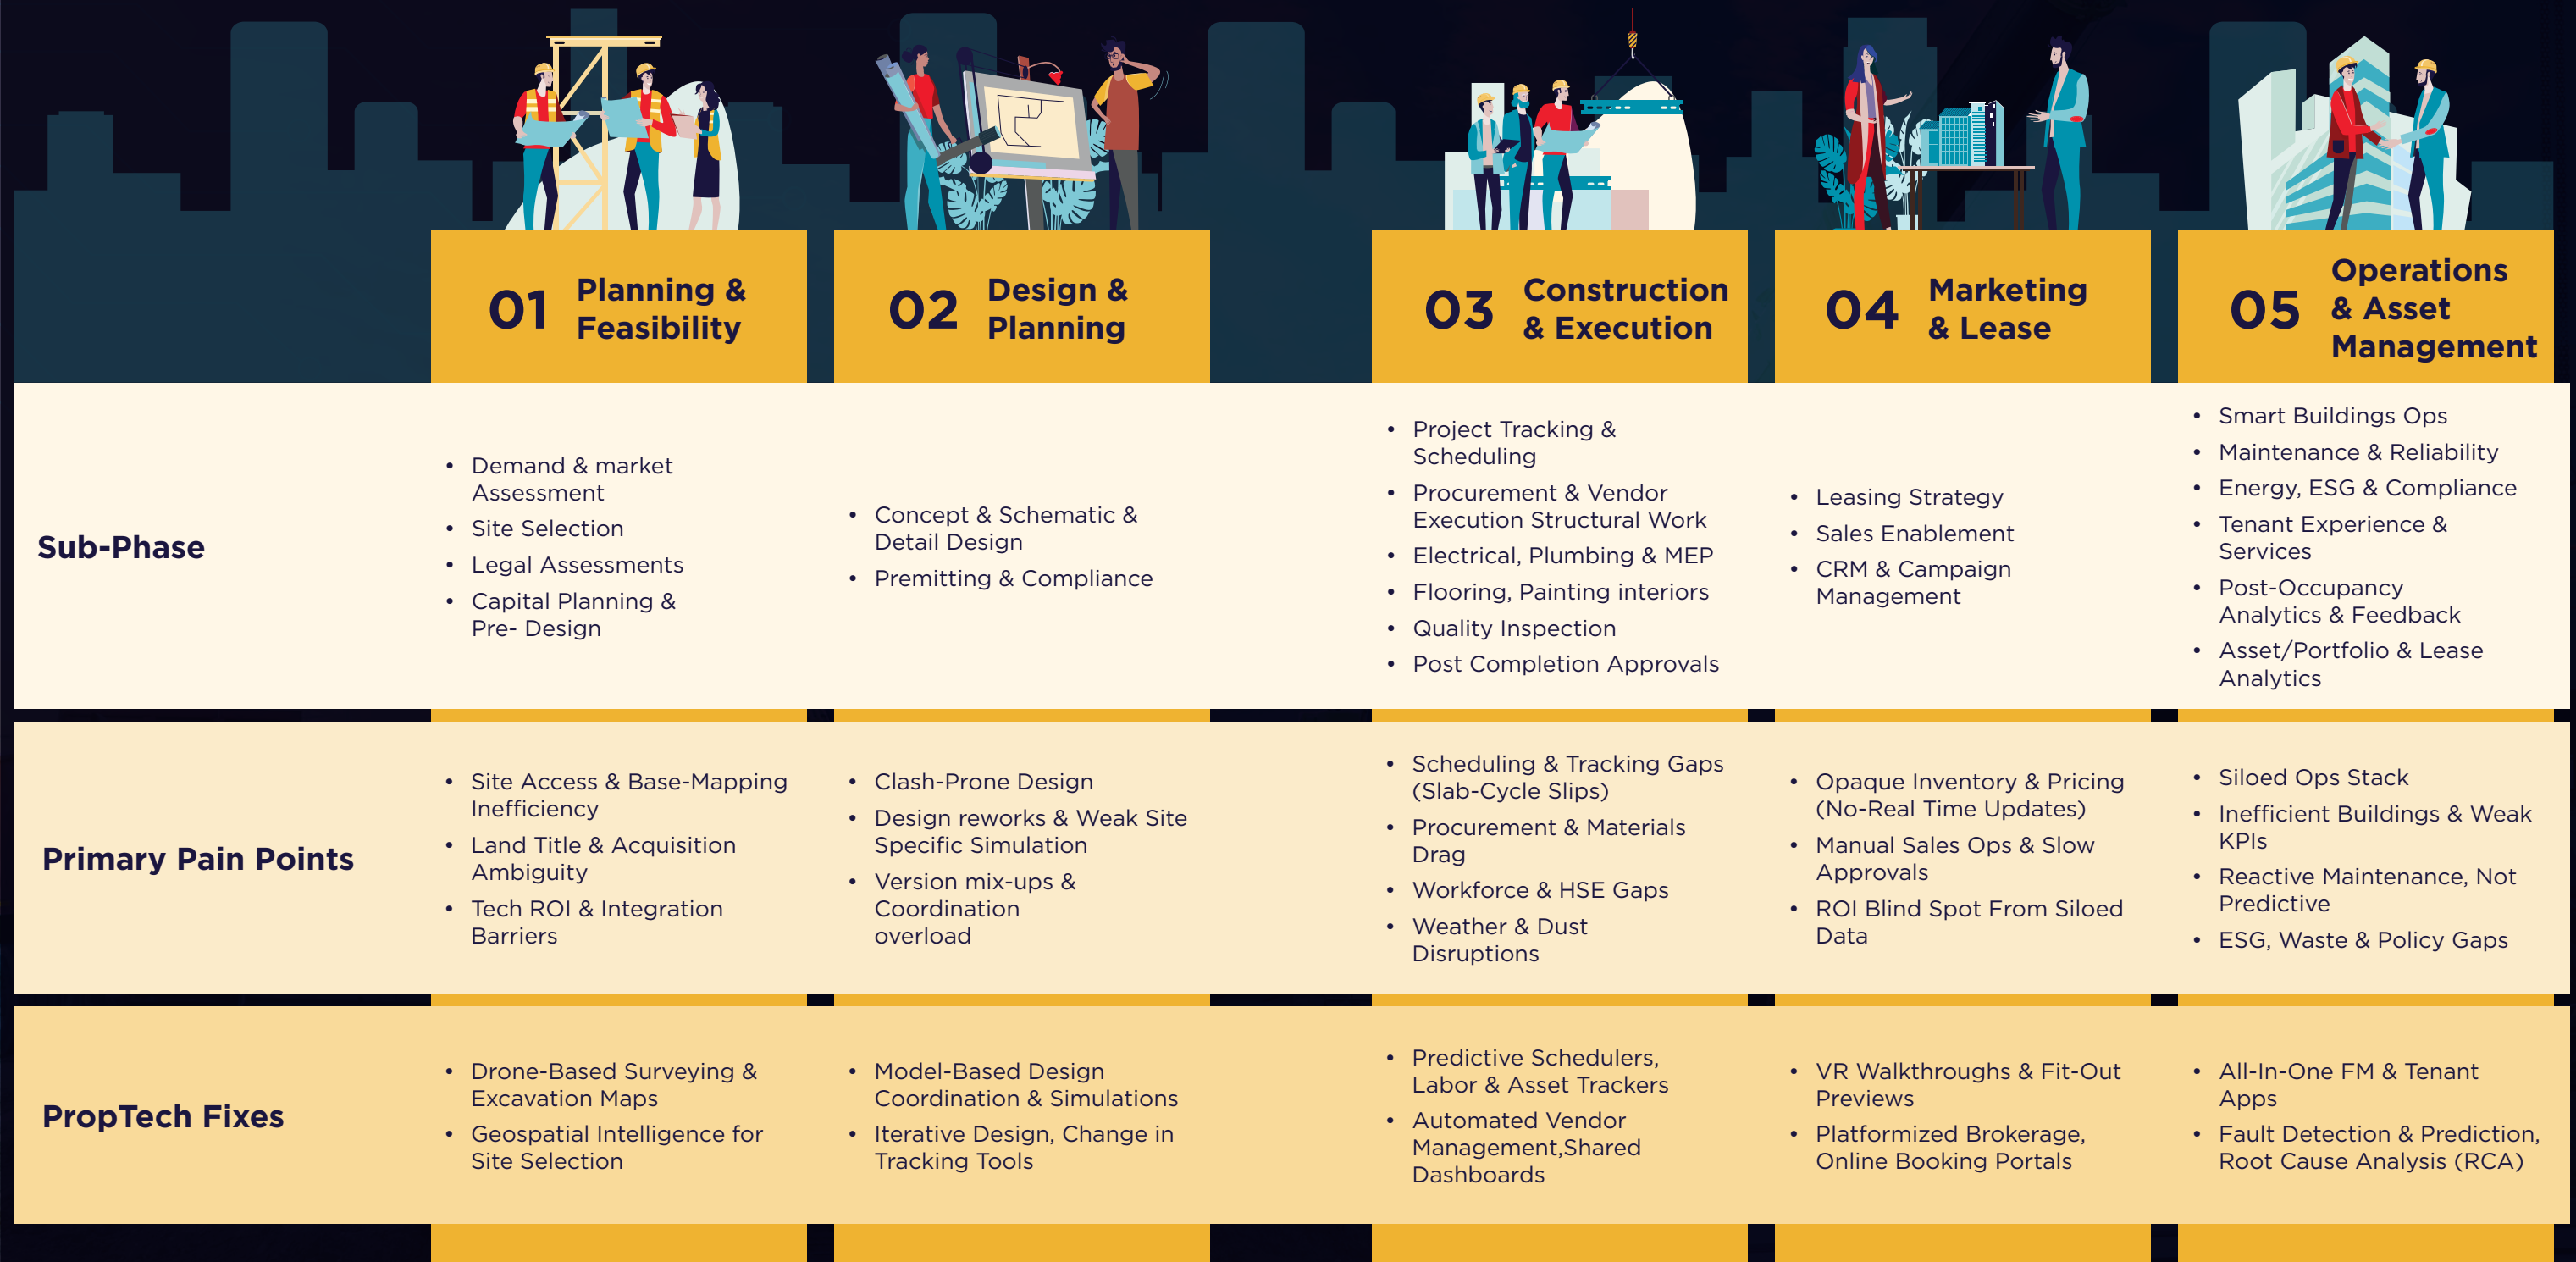 01
Planning &
Feasibility
02
Design &
Planning
03
Construction
& Execution
04
Marketing
& Lease
05
Operations
& Asset
Management
Sub-Phase
• Demand & market
Assessment
• Site Selection
• Legal Assessments
• Capital Planning &
Pre- Design
• Concept & Schematic &
Detail Design
• Premitting & Compliance
• Project Tracking &
Scheduling
• Procurement & Vendor
Execution Structural Work
• Electrical, Plumbing & MEP
• Flooring, Painting interiors
• Quality Inspection
• Post Completion Approvals
• Leasing Strategy
• Sales Enablement
• CRM & Campaign
Management
• Smart Buildings Ops
• Maintenance & Reliability
• Energy, ESG & Compliance
• Tenant Experience &
Services
• Post-Occupancy
Analytics & Feedback
• Asset/Portfolio & Lease
Analytics
Primary Pain Points
• Site Access & Base-Mapping
Inefficiency
• Land Title & Acquisition
Ambiguity
• Tech ROI & Integration
Barriers
• Clash-Prone Design
• Design reworks & Weak Site
Specific Simulation
• Version mix-ups &
Coordination
overload
• Scheduling & Tracking Gaps
(Slab-Cycle Slips)
• Procurement & Materials
Drag
• Workforce & HSE Gaps
• Weather & Dust
Disruptions
• Opaque Inventory & Pricing
(No-Real Time Updates)
• Manual Sales Ops & Slow
Approvals
• ROI Blind Spot From Siloed
Data
• Siloed Ops Stack
• Inefficient Buildings & Weak
KPIs
• Reactive Maintenance, Not
Predictive
• ESG, Waste & Policy Gaps
PropTech Fixes
• Drone-Based Surveying &
Excavation Maps
• Geospatial Intelligence for
Site Selection
• Model-Based Design
Coordination & Simulations
• Iterative Design, Change in
Tracking Tools
• Predictive Schedulers,
Labor & Asset Trackers
• Automated Vendor
Management,Shared
Dashboards
• VR Walkthroughs & Fit-Out
Previews
• Platformized Brokerage,
Online Booking Portals
• All-In-One FM & Tenant
Apps
• Fault Detection & Prediction,
Root Cause Analysis (RCA)